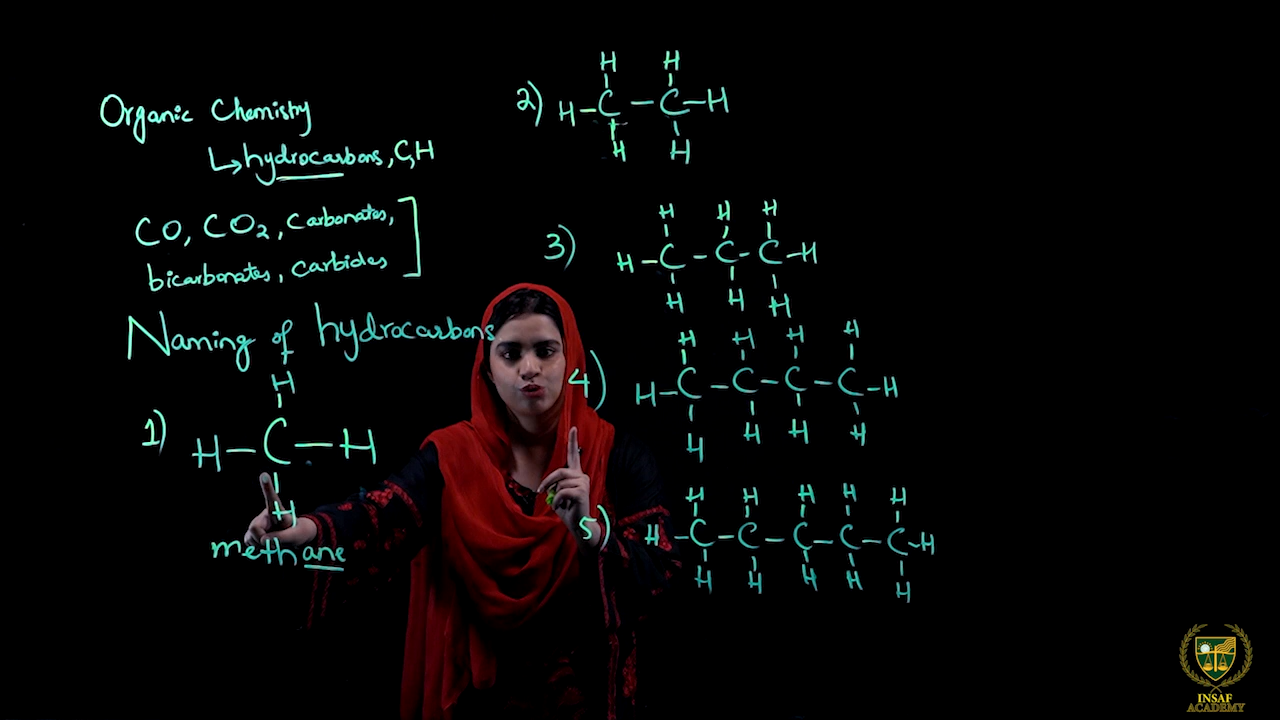 Organic Chemistry
↳hydrocarbons, C,H
CO, CO2, carbonates,
bicarbonates, carbides
Naming of hydrocarbons
1)
H
H-C-H
H
methane
2)
H H
H-C-C-H
H H
3)
H H H
H-C-C-C-H
H H H
4)
H H H H
H-C-C-C-C-H
H H H H
5)
H H H H H
H-C-C-C-C-C-H
H H H H H
INSAF
ACADEMY